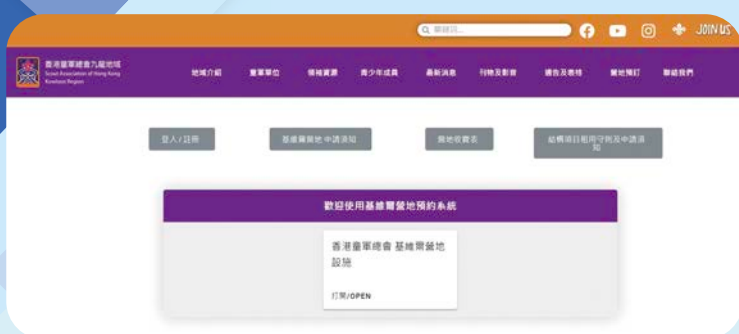 關鍵詞...
JOIN US
香港童軍總會九龍地域
Scout Association of Hong Kong
Kowloon Region
地域介紹 童軍單位 領袖資源 青少年成員 最新消息 刊物及影音 通告及表格 營地預訂 聯絡我們
登入/註冊 基維爾營地申請須知 營地收費表 結構項目租用守則及申請須
知
歡迎使用基維爾營地預約系統
香港童軍總會 基維爾營地
設施
打開/OPEN